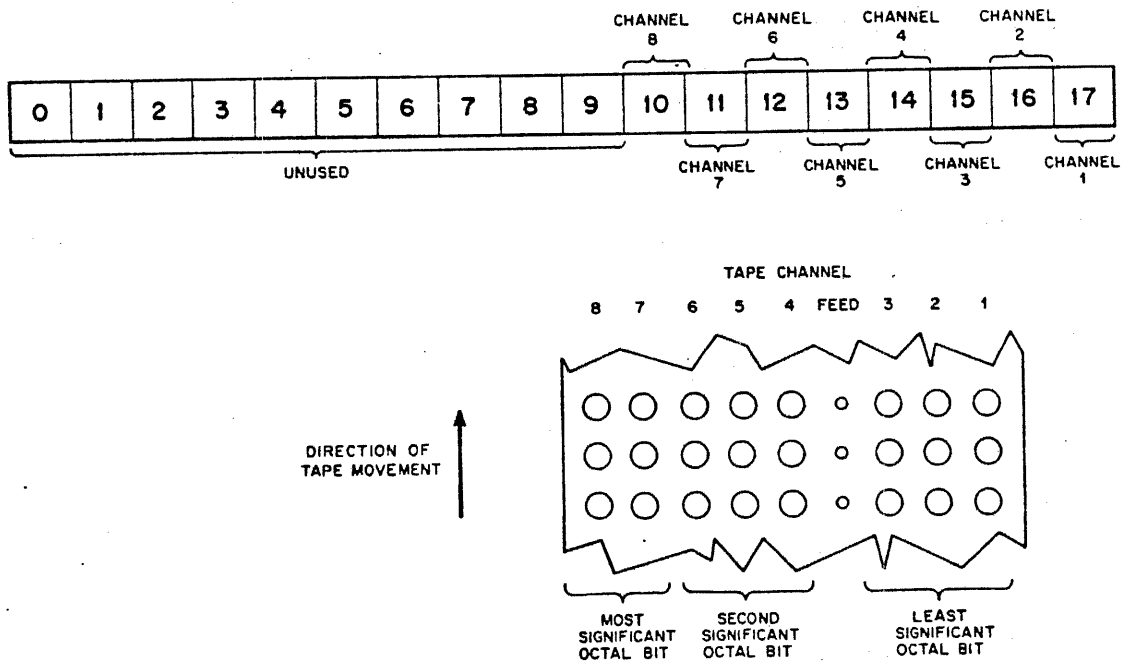 CHANNEL 8 CHANNEL 6 CHANNEL 4 CHANNEL 2
0 1 2 3 4 5 6 7 8 9 10 11 12 13 14 15 16 17
UNUSED CHANNEL 7 CHANNEL 5 CHANNEL 3 CHANNEL 1
TAPE CHANNEL
8 7 6 5 4 FEED 3 2 1
DIRECTION OF
TAPE MOVEMENT
MOST
SIGNIFICANT
OCTAL BIT
SECOND
SIGNIFICANT
OCTAL BIT
LEAST
SIGNIFICANT
OCTAL BIT